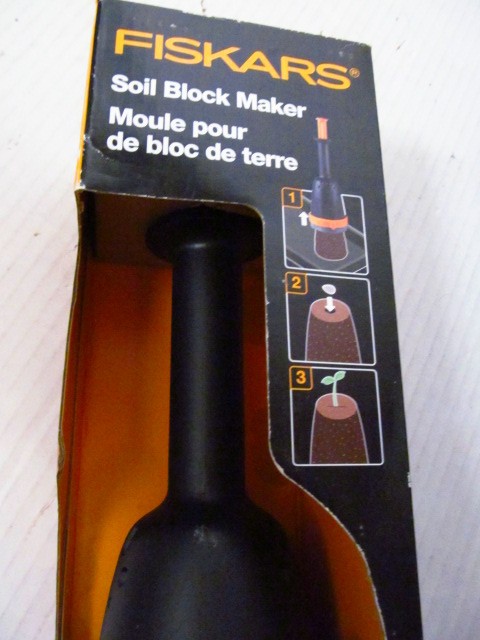 FISKARS®
Soil Block Maker
Moule pour
de bloc de terre
1
2
3